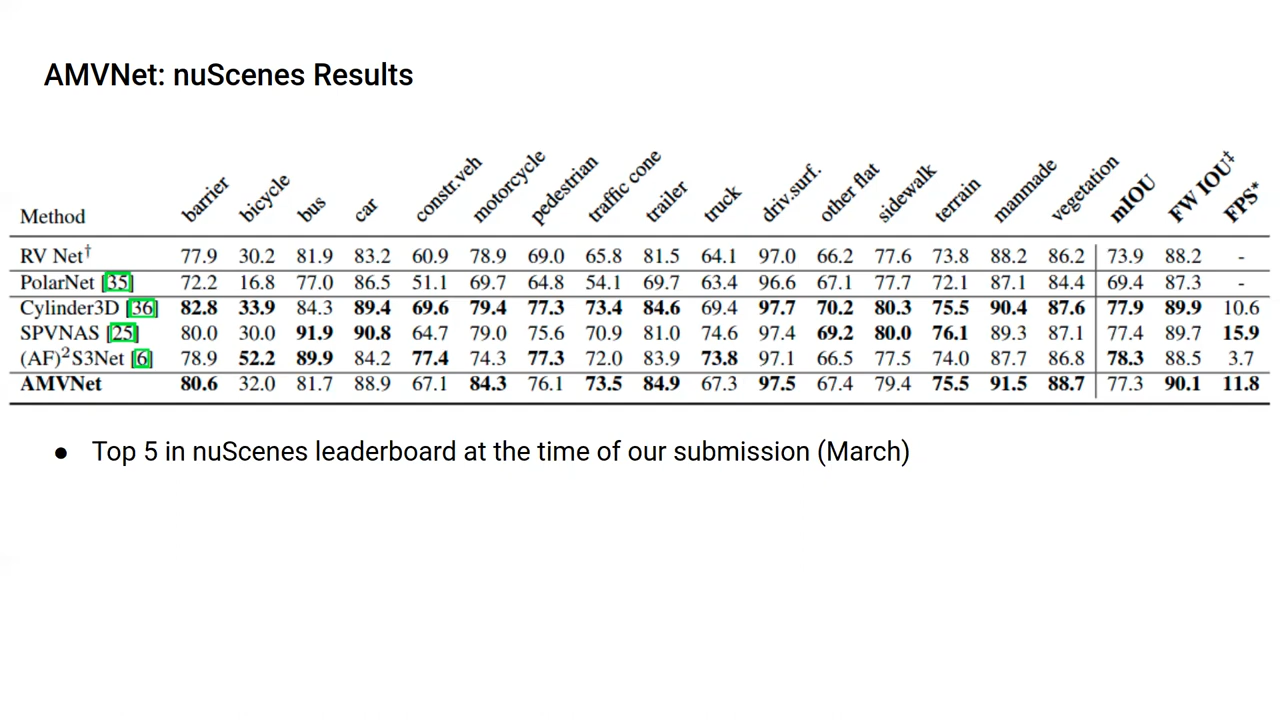 AMVNet: nuScenes Results
Method barrier bicycle bus car constr.veh motorcycle pedestrian traffic cone trailer truck driv.surf. other flat sidewalk terrain manmade vegetation mIOU FW IOU‡ FPS*
RV Net† 77.9 30.2 81.9 83.2 60.9 78.9 69.0 65.8 81.5 64.1 97.0 66.2 77.6 73.8 88.2 86.2 73.9 88.2 -
PolarNet [35] 72.2 16.8 77.0 86.5 51.1 69.7 64.8 54.1 69.7 63.4 96.6 67.1 77.7 72.1 87.1 84.4 69.4 87.3 -
Cylinder3D [36] 82.8 33.9 84.3 89.4 69.6 79.4 77.3 73.4 84.6 69.4 97.7 70.2 80.3 75.5 90.4 87.6 77.9 89.9 10.6
SPVNAS [25] 80.0 30.0 91.9 90.8 64.7 79.0 75.6 70.9 81.0 74.6 97.4 69.2 80.0 76.1 89.3 87.1 77.4 89.7 15.9
(AF)²S3Net [6] 78.9 52.2 89.9 84.2 77.4 74.3 77.3 72.0 83.9 73.8 97.1 66.5 77.5 74.0 87.7 86.8 78.3 88.5 3.7
AMVNet 80.6 32.0 81.7 88.9 67.1 84.3 76.1 73.5 84.9 67.3 97.5 67.4 79.4 75.5 91.5 88.7 77.3 90.1 11.8
● Top 5 in nuScenes leaderboard at the time of our submission (March)